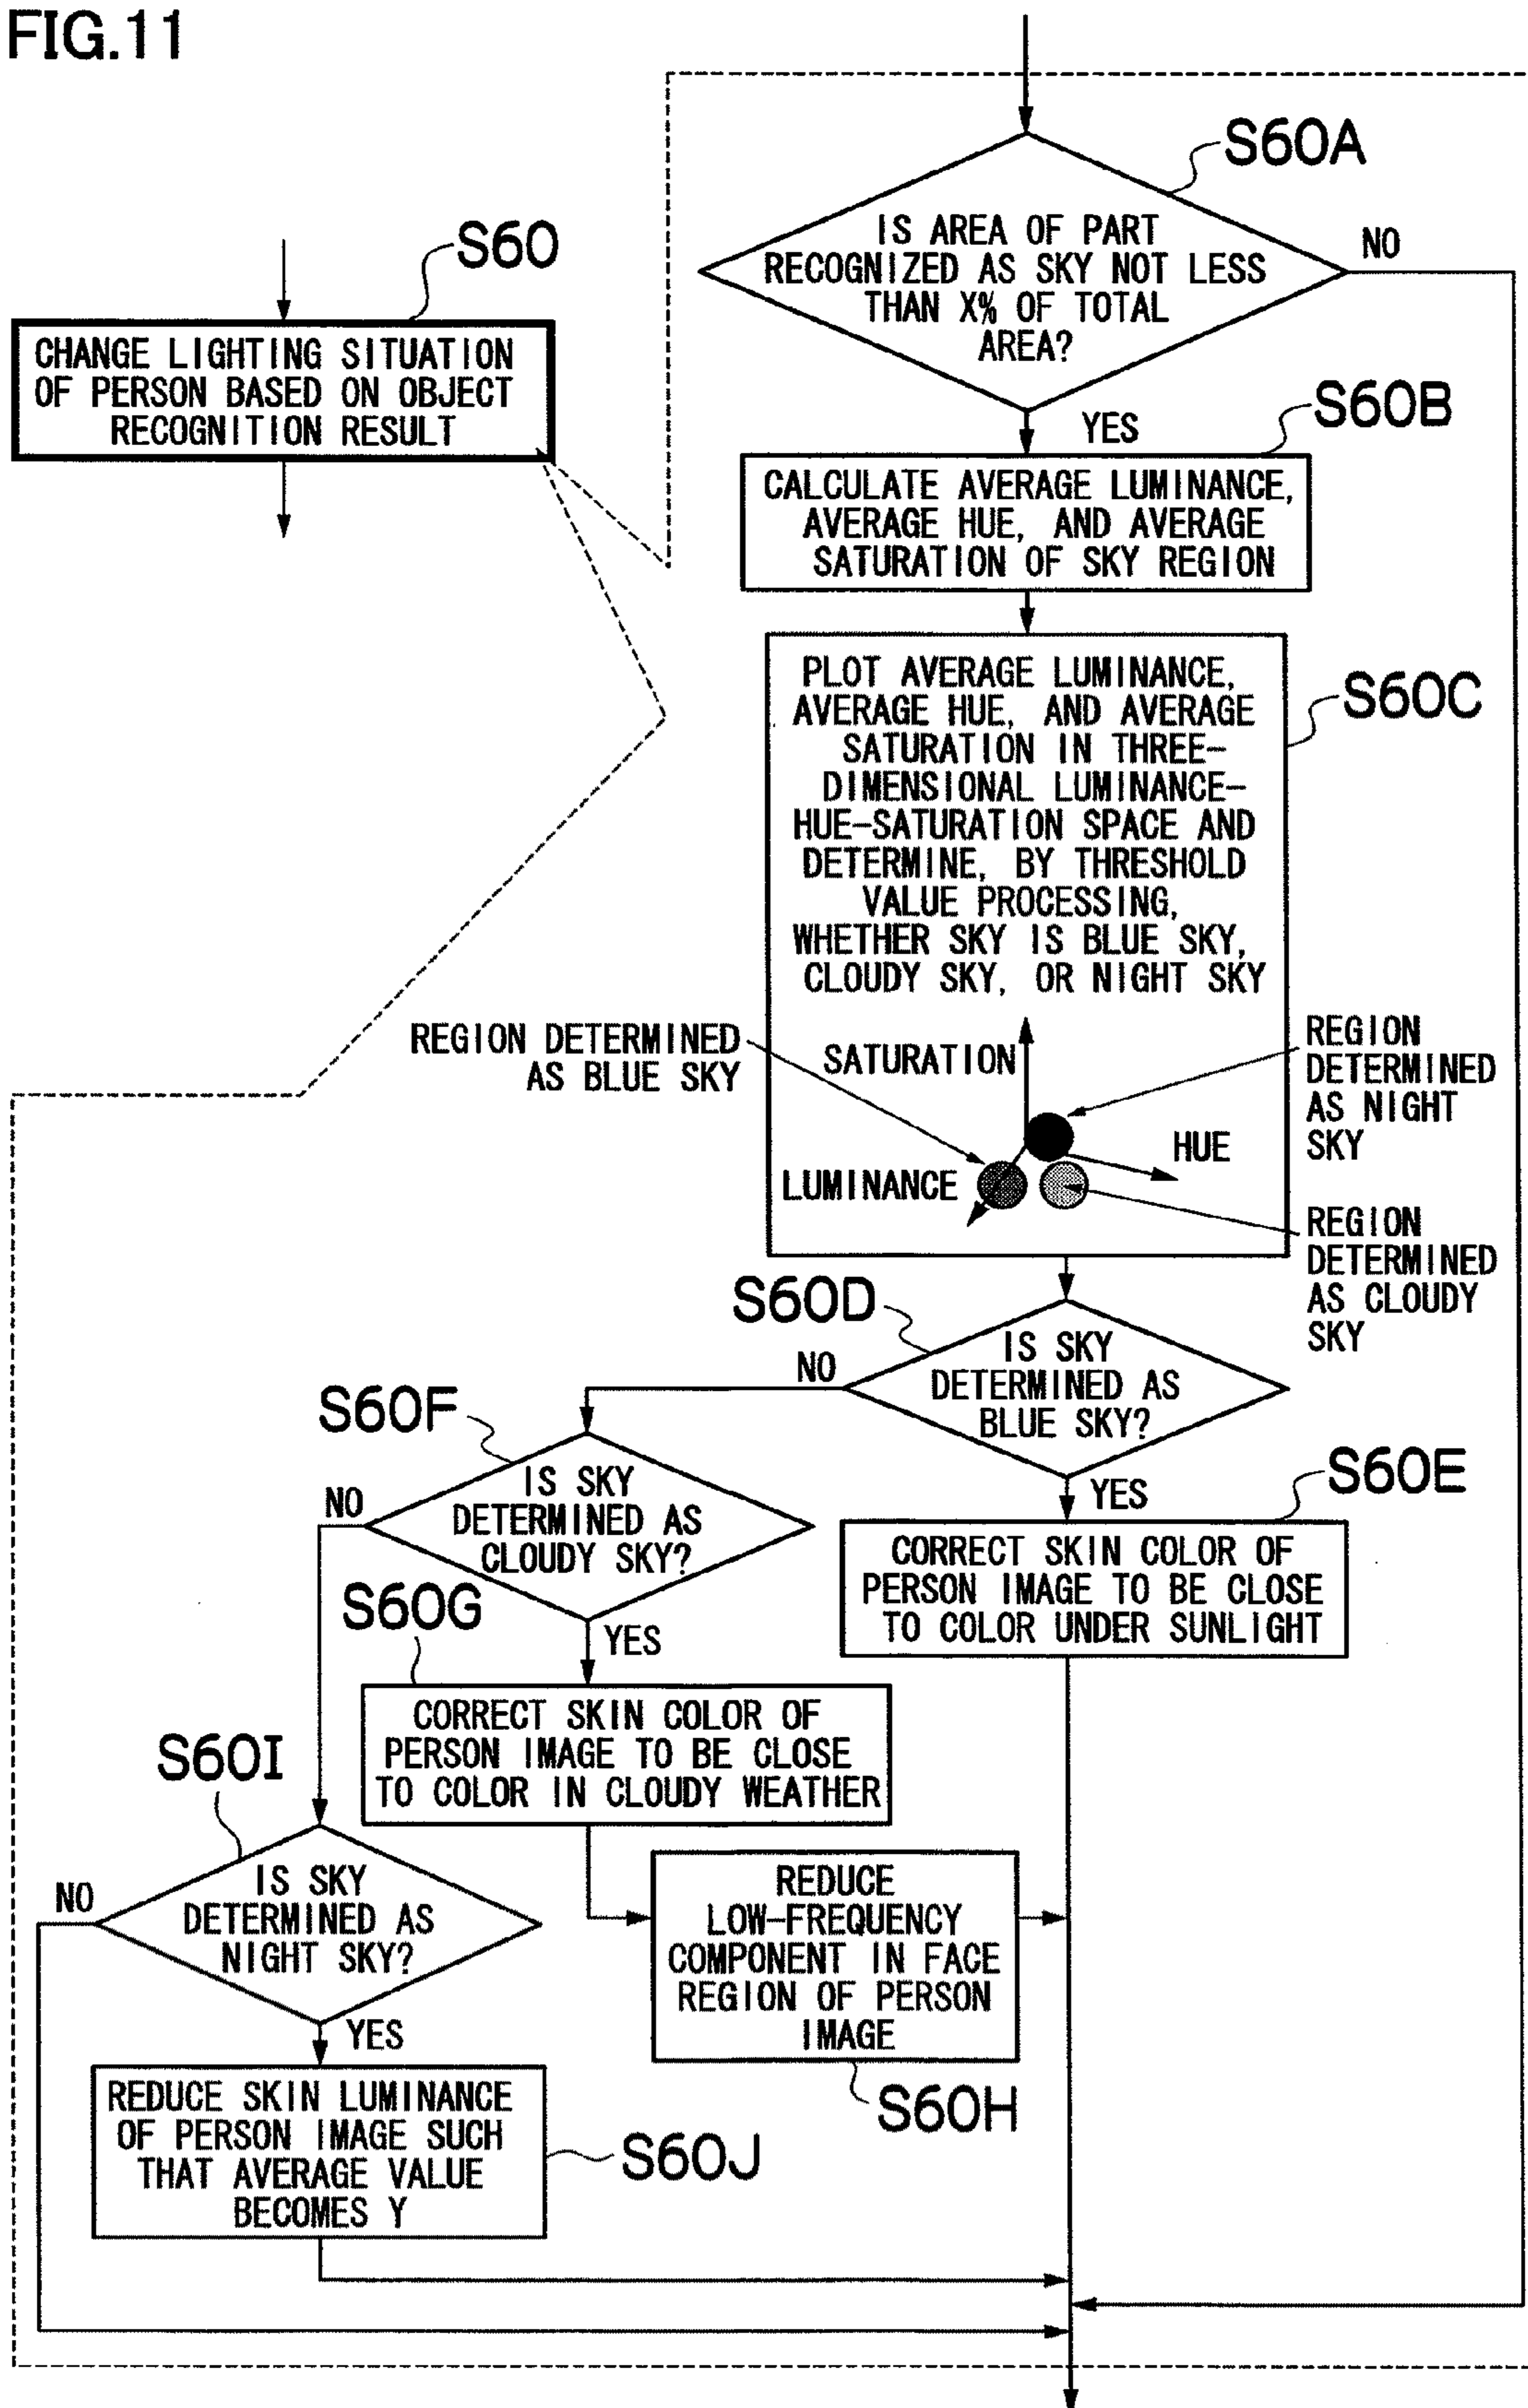 FIG.11
S60
CHANGE LIGHTING SITUATION
OF PERSON BASED ON OBJECT
RECOGNITION RESULT
S60A
IS AREA OF PART
RECOGNIZED AS SKY NOT LESS
THAN X% OF TOTAL
AREA?
NO
YES
S60B
CALCULATE AVERAGE LUMINANCE,
AVERAGE HUE, AND AVERAGE
SATURATION OF SKY REGION
S60C
PLOT AVERAGE LUMINANCE,
AVERAGE HUE, AND AVERAGE
SATURATION IN THREE-
DIMENSIONAL LUMINANCE-
HUE-SATURATION SPACE AND
DETERMINE, BY THRESHOLD
VALUE PROCESSING,
WHETHER SKY IS BLUE SKY,
CLOUDY SKY, OR NIGHT SKY
REGION DETERMINED
AS BLUE SKY
SATURATION
HUE
LUMINANCE
REGION
DETERMINED
AS NIGHT
SKY
REGION
DETERMINED
AS CLOUDY
SKY
S60D
IS SKY
DETERMINED AS
BLUE SKY?
NO
YES
S60E
CORRECT SKIN COLOR OF
PERSON IMAGE TO BE CLOSE
TO COLOR UNDER SUNLIGHT
S60F
IS SKY
DETERMINED AS
CLOUDY SKY?
NO
YES
S60G
CORRECT SKIN COLOR OF
PERSON IMAGE TO BE CLOSE
TO COLOR IN CLOUDY WEATHER
REDUCE
LOW-FREQUENCY
COMPONENT IN FACE
REGION OF PERSON
IMAGE
S60H
S60I
IS SKY
DETERMINED AS
NIGHT SKY?
NO
YES
REDUCE SKIN LUMINANCE
OF PERSON IMAGE SUCH
THAT AVERAGE VALUE
BECOMES Y
S60J